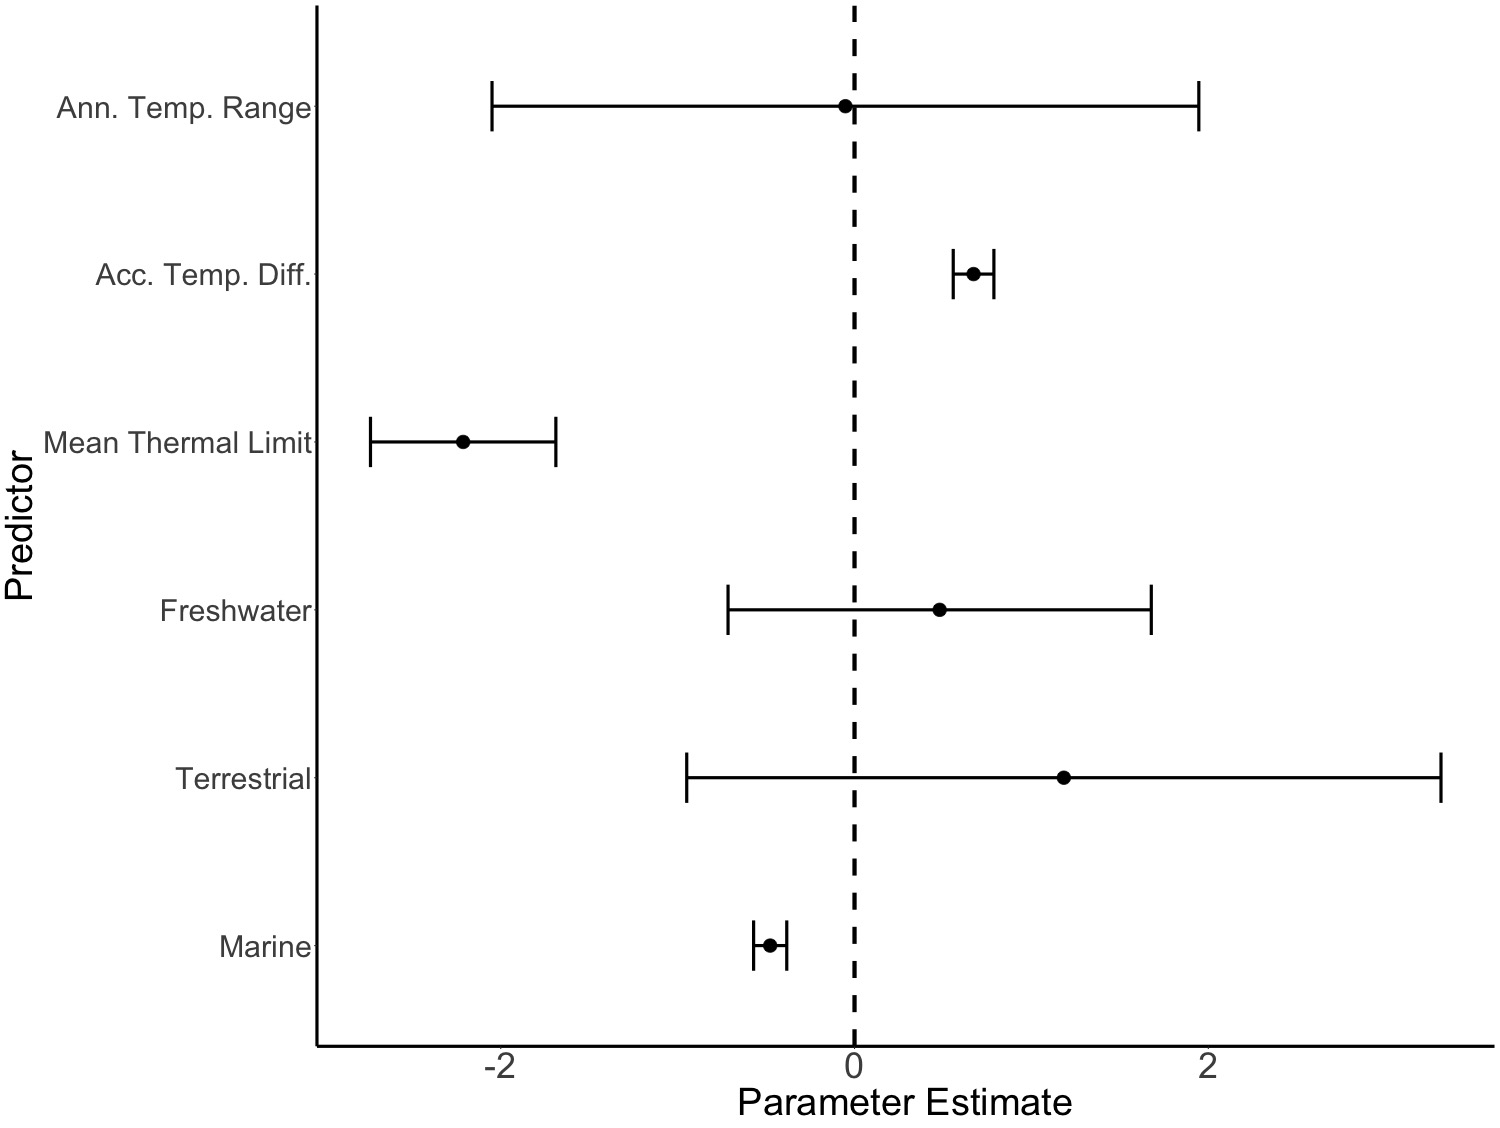 Ann. Temp. Range
Acc. Temp. Diff.
Mean Thermal Limit
Freshwater
Terrestrial
Marine
Predictor
-2 0 2
Parameter Estimate